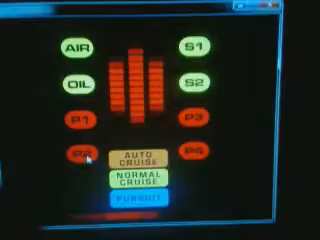 AIR
S1
OIL
S2
P1
P3
P2
P4
AUTO
CRUISE
NORMAL
CRUISE
PURSUIT